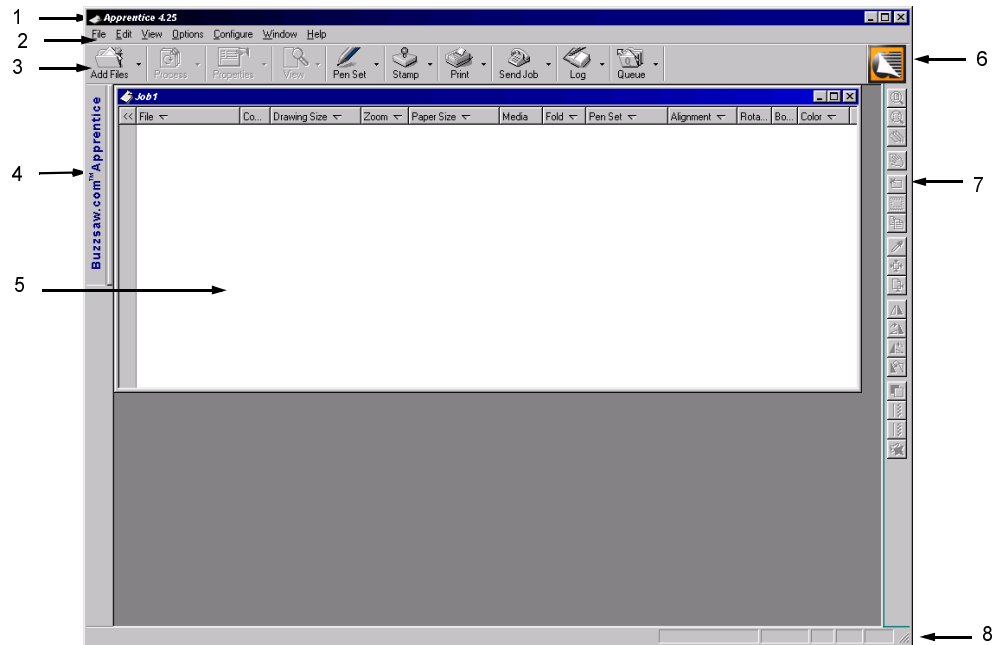 1
Apprentice 4.25
2
File Edit View Options Configure Window Help
3
Add Files Process Properties View Pen Set Stamp Print Send Job Log Queue
6
Job1
<< File Co... Drawing Size Zoom Paper Size Media Fold Pen Set Alignment Rota... Bo... Color
4
Buzzsaw.com™Apprentice
7
5
8